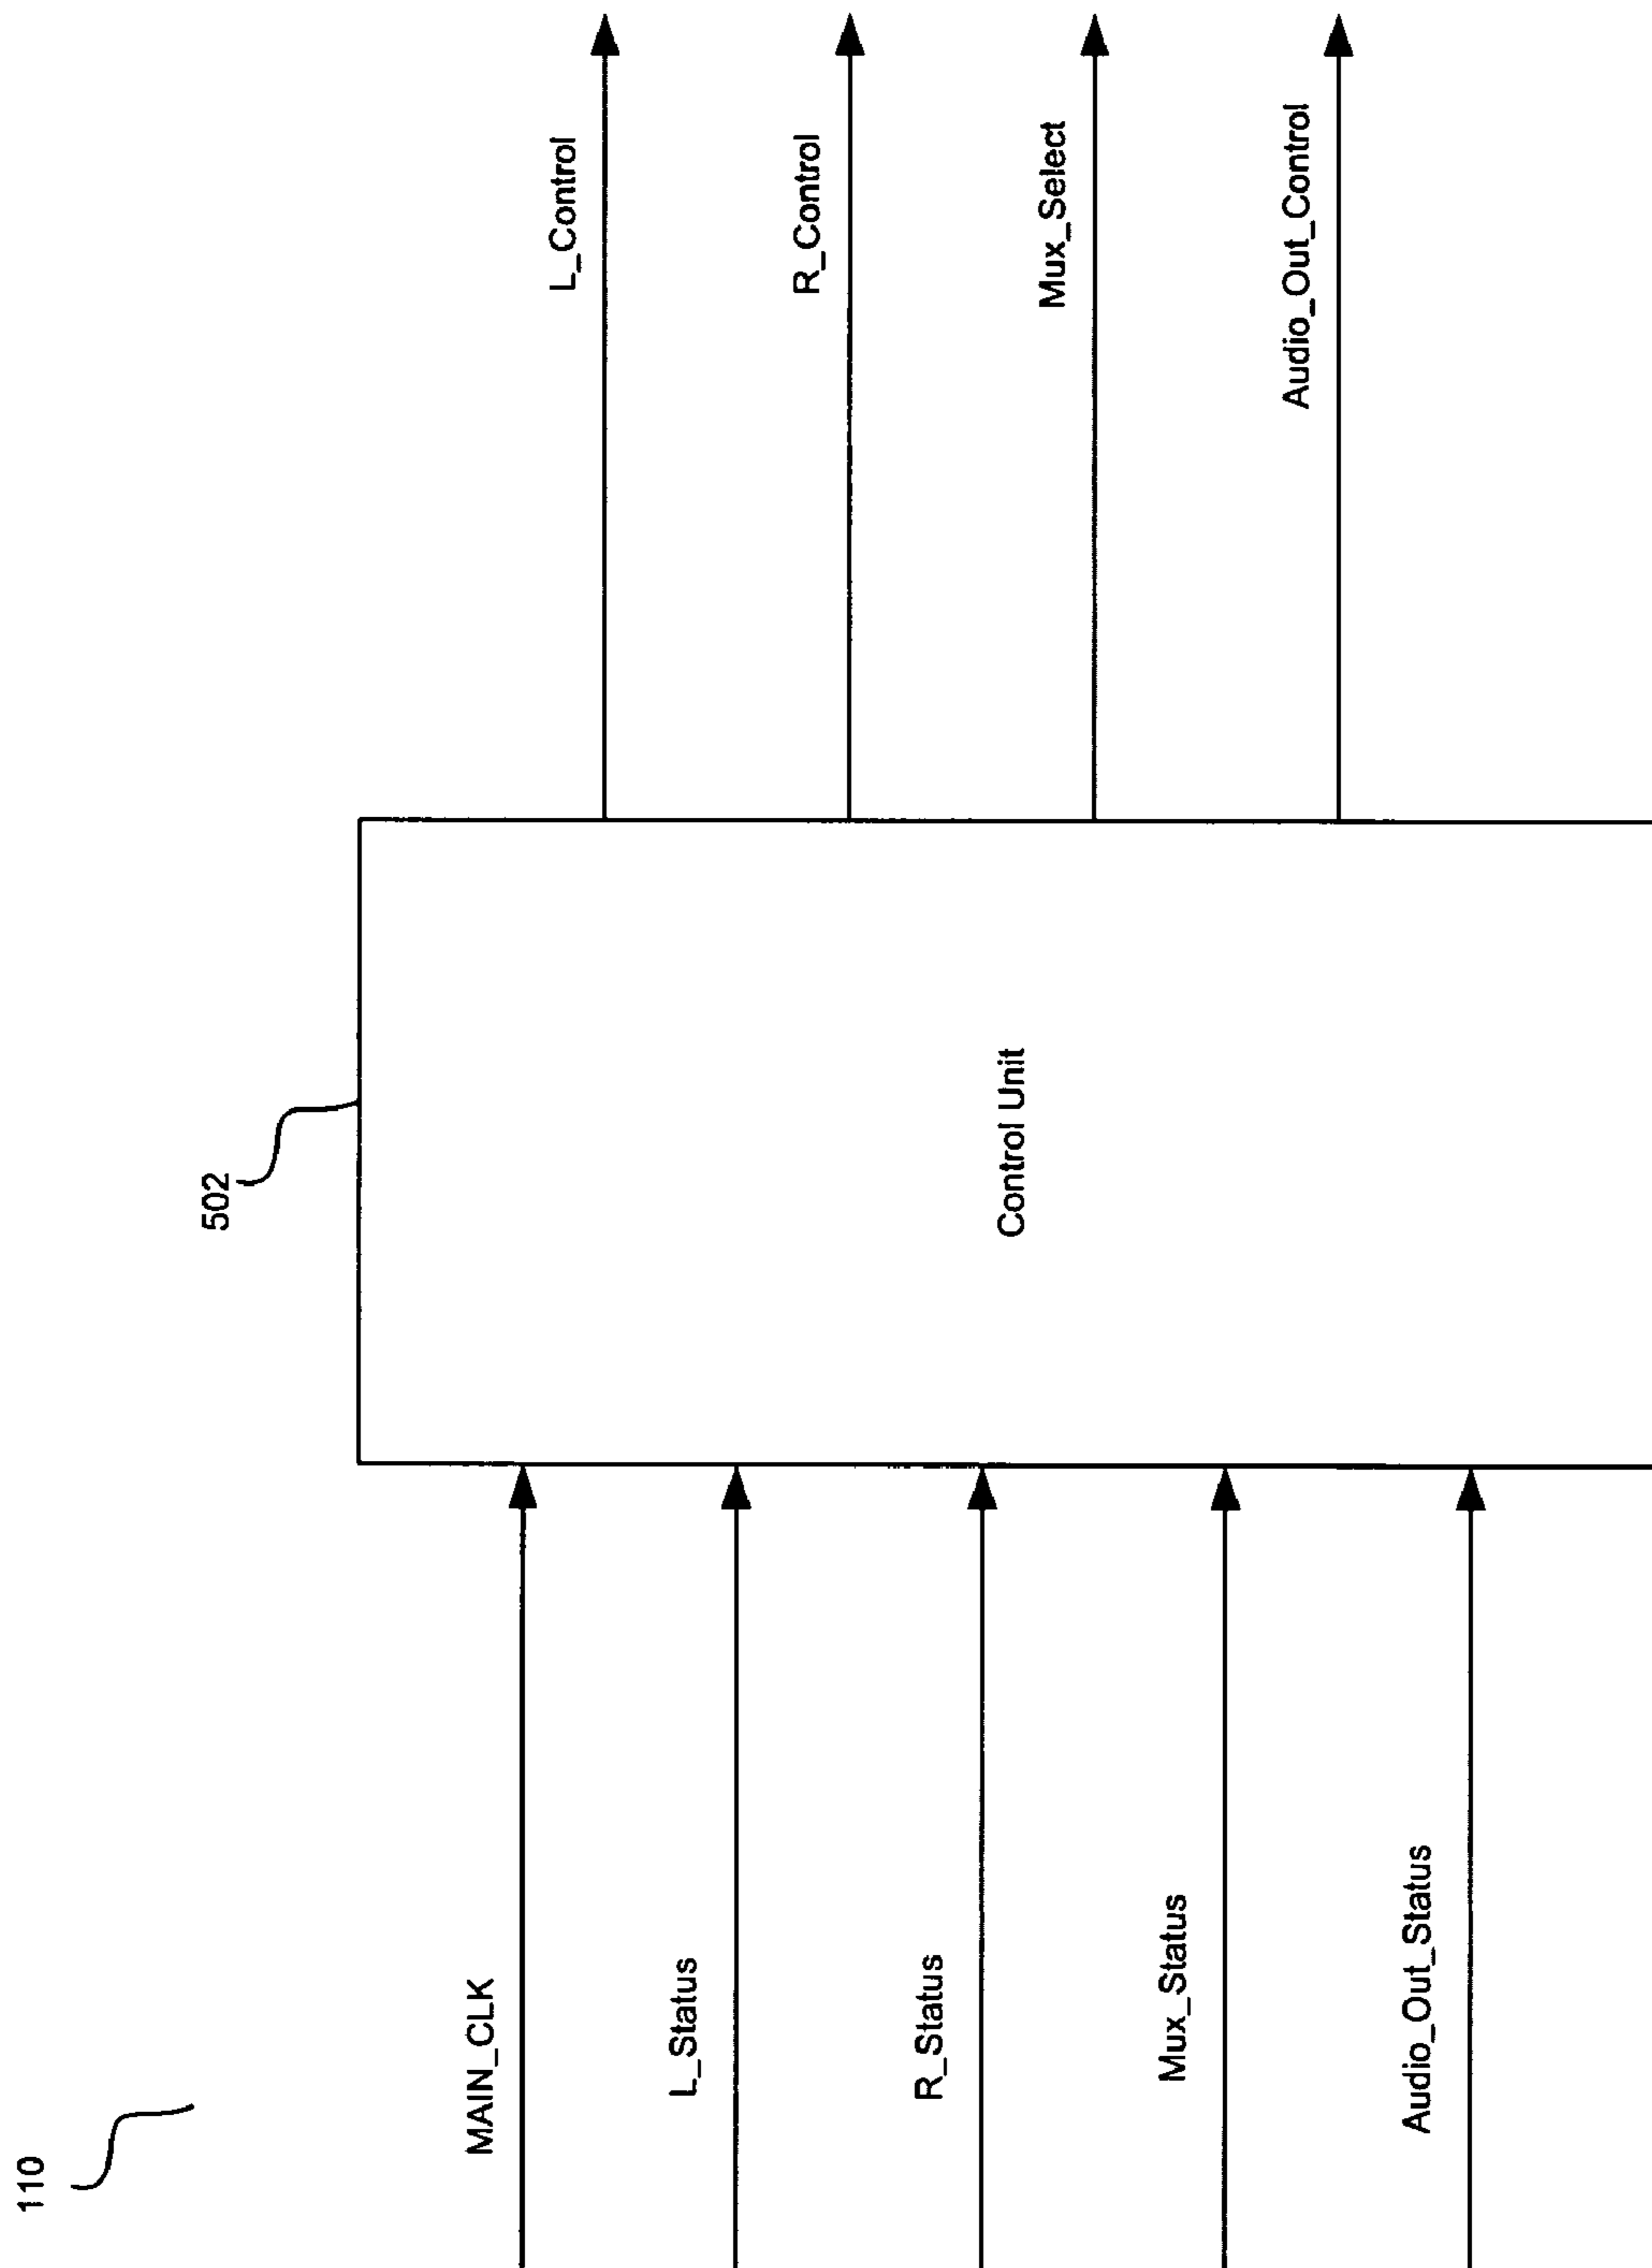 110
502
MAIN_CLK
L_Status
R_Status
Mux_Status
Audio_Out_Status
Control Unit
L_Control
R_Control
Mux_Select
Audio_Out_Control